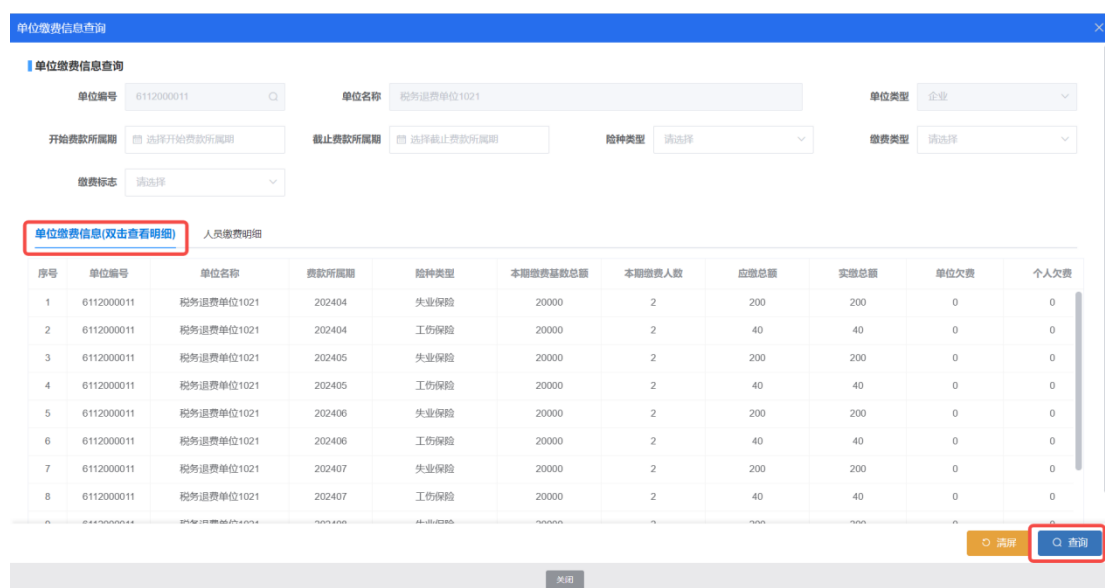 单位缴费信息查询
单位缴费信息查询
单位编号 6112000011 单位名称 税务退费单位1021 单位类型 企业
开始费款所属期 选择开始费款所属期 截止费款所属期 选择截止费款所属期 险种类型 请选择 缴费类型 请选择
缴费标志 请选择
单位缴费信息(双击查看明细) 人员缴费明细
序号 单位编号 单位名称 费款所属期 险种类型 本期缴费基数总额 本期缴费人数 应缴总额 实缴总额 单位欠费 个人欠费
1 6112000011 税务退费单位1021 202404 失业保险 20000 2 200 200 0 0
2 6112000011 税务退费单位1021 202404 工伤保险 20000 2 40 40 0 0
3 6112000011 税务退费单位1021 202405 失业保险 20000 2 200 200 0 0
4 6112000011 税务退费单位1021 202405 工伤保险 20000 2 40 40 0 0
5 6112000011 税务退费单位1021 202406 失业保险 20000 2 200 200 0 0
6 6112000011 税务退费单位1021 202406 工伤保险 20000 2 40 40 0 0
7 6112000011 税务退费单位1021 202407 失业保险 20000 2 200 200 0 0
8 6112000011 税务退费单位1021 202407 工伤保险 20000 2 40 40 0 0
清屏 查询
关闭